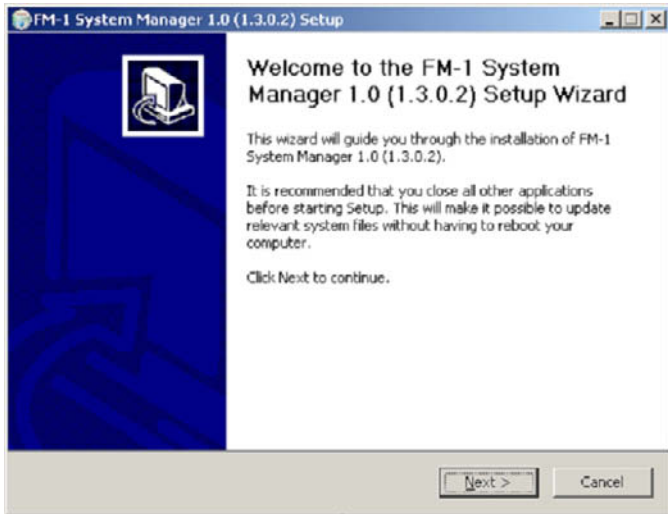 FM-1 System Manager 1.0 (1.3.0.2) Setup
Welcome to the FM-1 System
Manager 1.0 (1.3.0.2) Setup Wizard
This wizard will guide you through the installation of FM-1
System Manager 1.0 (1.3.0.2).
It is recommended that you close all other applications
before starting Setup. This will make it possible to update
relevant system files without having to reboot your
computer.
Click Next to continue.
Next > Cancel